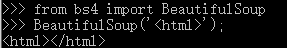 >>> from bs4 import BeautifulSoup
>>> BeautifulSoup('<html>');
<html></html>